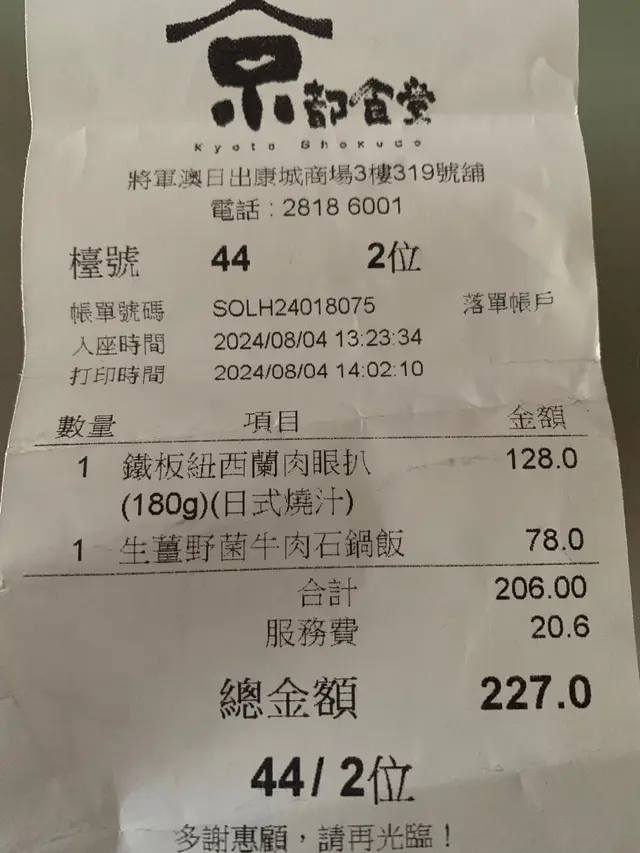 京都食堂
Kyoto Shokudo
將軍澳日出康城商場3樓319號舖
電話：2818 6001
檯號 44 2位
帳單號碼 SOLH24018075 落單帳戶
入座時間 2024/08/04 13:23:34
打印時間 2024/08/04 14:02:10
數量 項目 金額
1 鐵板紐西蘭肉眼扒 128.0
(180g)(日式燒汁)
1 生薑野菌牛肉石鍋飯 78.0
合計 206.00
服務費 20.6
總金額 227.0
44/ 2位
多謝惠顧，請再光臨！